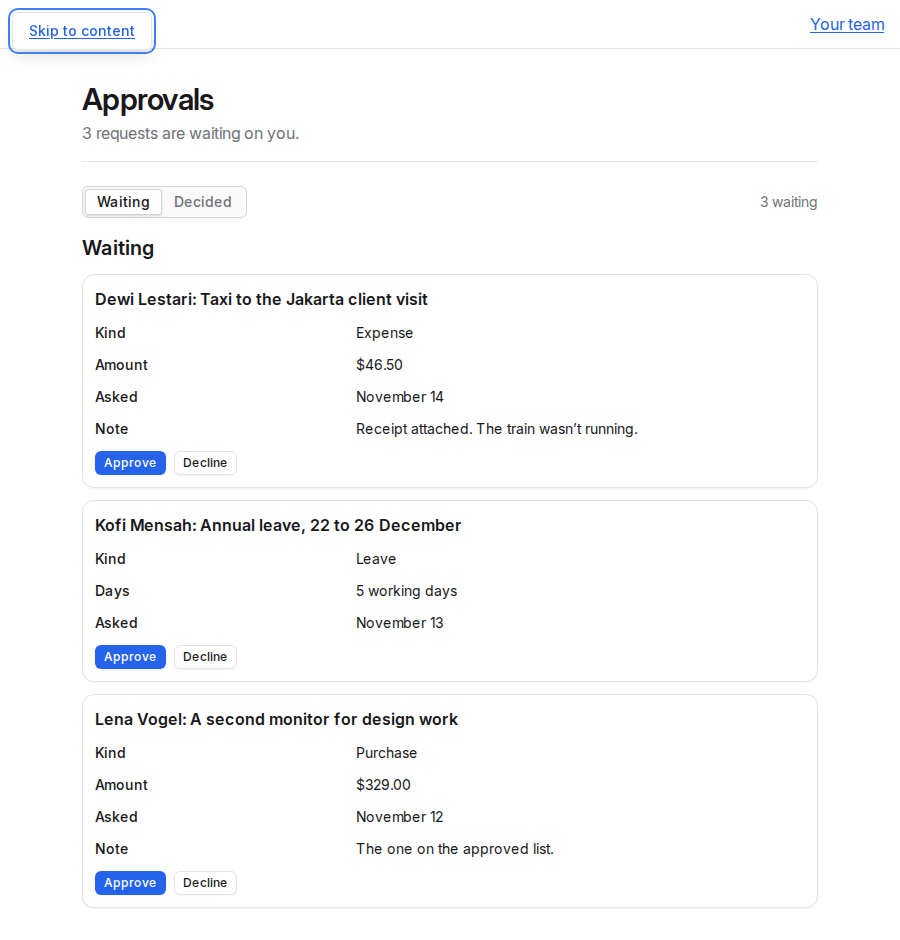 Skip to content
Your team
Approvals
3 requests are waiting on you.
Waiting Decided 3 waiting
Waiting
Dewi Lestari: Taxi to the Jakarta client visit
Kind Expense
Amount $46.50
Asked November 14
Note Receipt attached. The train wasn’t running.
Approve Decline
Kofi Mensah: Annual leave, 22 to 26 December
Kind Leave
Days 5 working days
Asked November 13
Approve Decline
Lena Vogel: A second monitor for design work
Kind Purchase
Amount $329.00
Asked November 12
Note The one on the approved list.
Approve Decline